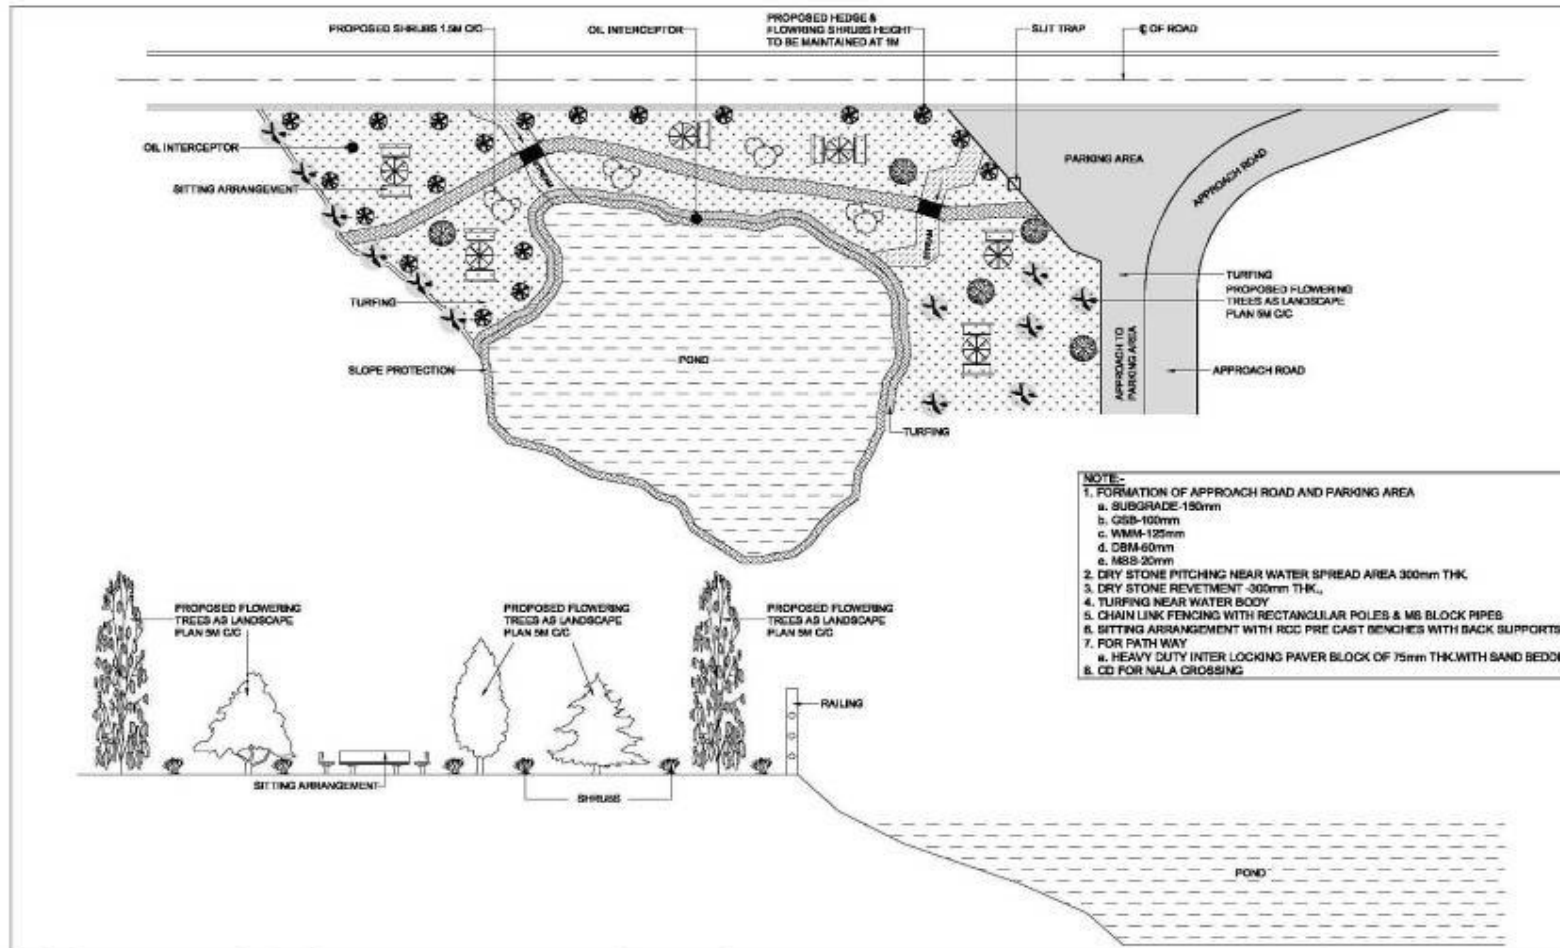 PROPOSED SHRUBS 1.5M C/C
OIL INTERCEPTOR
PROPOSED HEDGE &
FLOWRING SHRUBS HEIGHT
TO BE MAINTAINED AT 1M
SLIT TRAP
℄ OF ROAD
OIL INTERCEPTOR
SITTING ARRANGEMENT
PARKING AREA
APPROACH ROAD
TURFING
TURFING
PROPOSED FLOWERING
TREES AS LANDSCAPE
PLAN 5M C/C
POND
SLOPE PROTECTION
APPROACH TO
PARKING AREA
APPROACH ROAD
TURFING
NOTE:-
1. FORMATION OF APPROACH ROAD AND PARKING AREA
a. SUBGRADE-150mm
b. GSB-100mm
c. WMM-125mm
d. DBM-60mm
e. MSS-20mm
2. DRY STONE PITCHING NEAR WATER SPREAD AREA 300mm THK.
3. DRY STONE REVETMENT -300mm THK.,
4. TURFING NEAR WATER BODY
5. CHAIN LINK FENCING WITH RECTANGULAR POLES & MS BLOCK PIPES
6. SITTING ARRANGEMENT WITH RCC PRE CAST BENCHES WITH BACK SUPPORTS
7. FOR PATH WAY
a. HEAVY DUTY INTER LOCKING PAVER BLOCK OF 75mm THK.WITH SAND BEDDI
8. CD FOR NALA CROSSING
PROPOSED FLOWERING
TREES AS LANDSCAPE
PLAN 5M C/C
PROPOSED FLOWERING
TREES AS LANDSCAPE
PLAN 5M C/C
PROPOSED FLOWERING
TREES AS LANDSCAPE
PLAN 5M C/C
RAILING
SITTING ARRANGEMENT
SHRUBS
POND